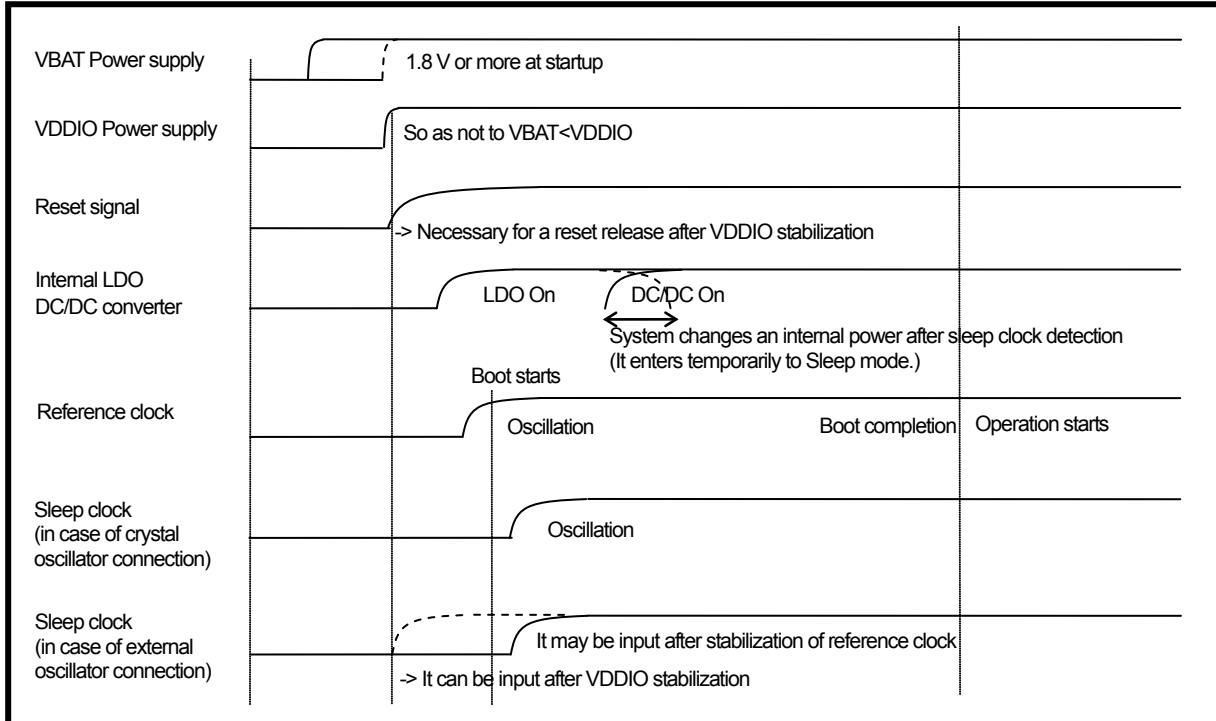 VBAT Power supply
1.8 V or more at startup
VDDIO Power supply
So as not to VBAT<VDDIO
Reset signal
-> Necessary for a reset release after VDDIO stabilization
Internal LDO
DC/DC converter
LDO On
DC/DC On
System changes an internal power after sleep clock detection
(It enters temporarily to Sleep mode.)
Boot starts
Reference clock
Oscillation
Boot completion
Operation starts
Sleep clock
(in case of crystal
oscillator connection)
Oscillation
Sleep clock
(in case of external
oscillator connection)
It may be input after stabilization of reference clock
-> It can be input after VDDIO stabilization